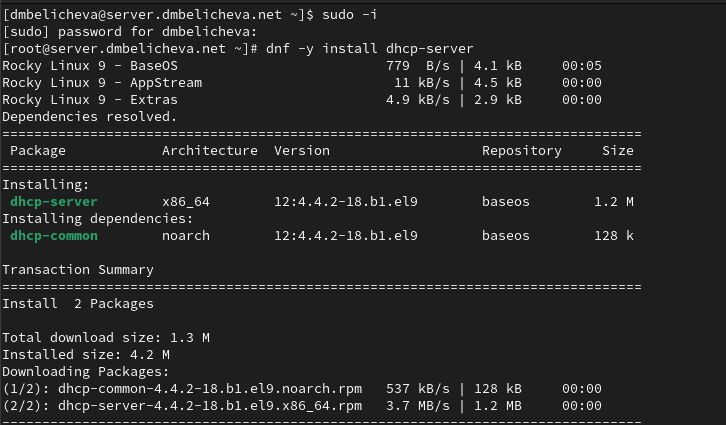 [dmbelicheva@server.dmbelicheva.net ~]$ sudo -i
[sudo] password for dmbelicheva:
[root@server.dmbelicheva.net ~]# dnf -y install dhcp-server
Rocky Linux 9 - BaseOS                          779  B/s | 4.1 kB     00:05
Rocky Linux 9 - AppStream                        11 kB/s | 4.5 kB     00:00
Rocky Linux 9 - Extras                          4.9 kB/s | 2.9 kB     00:00
Dependencies resolved.
================================================================================
 Package            Architecture  Version                   Repository     Size
================================================================================
Installing:
 dhcp-server        x86_64        12:4.4.2-18.b1.el9        baseos        1.2 M
Installing dependencies:
 dhcp-common        noarch        12:4.4.2-18.b1.el9        baseos        128 k
Transaction Summary
================================================================================
Install  2 Packages
Total download size: 1.3 M
Installed size: 4.2 M
Downloading Packages:
(1/2): dhcp-common-4.4.2-18.b1.el9.noarch.rpm   537 kB/s | 128 kB     00:00
(2/2): dhcp-server-4.4.2-18.b1.el9.x86_64.rpm   3.7 MB/s | 1.2 MB     00:00
--------------------------------------------------------------------------------